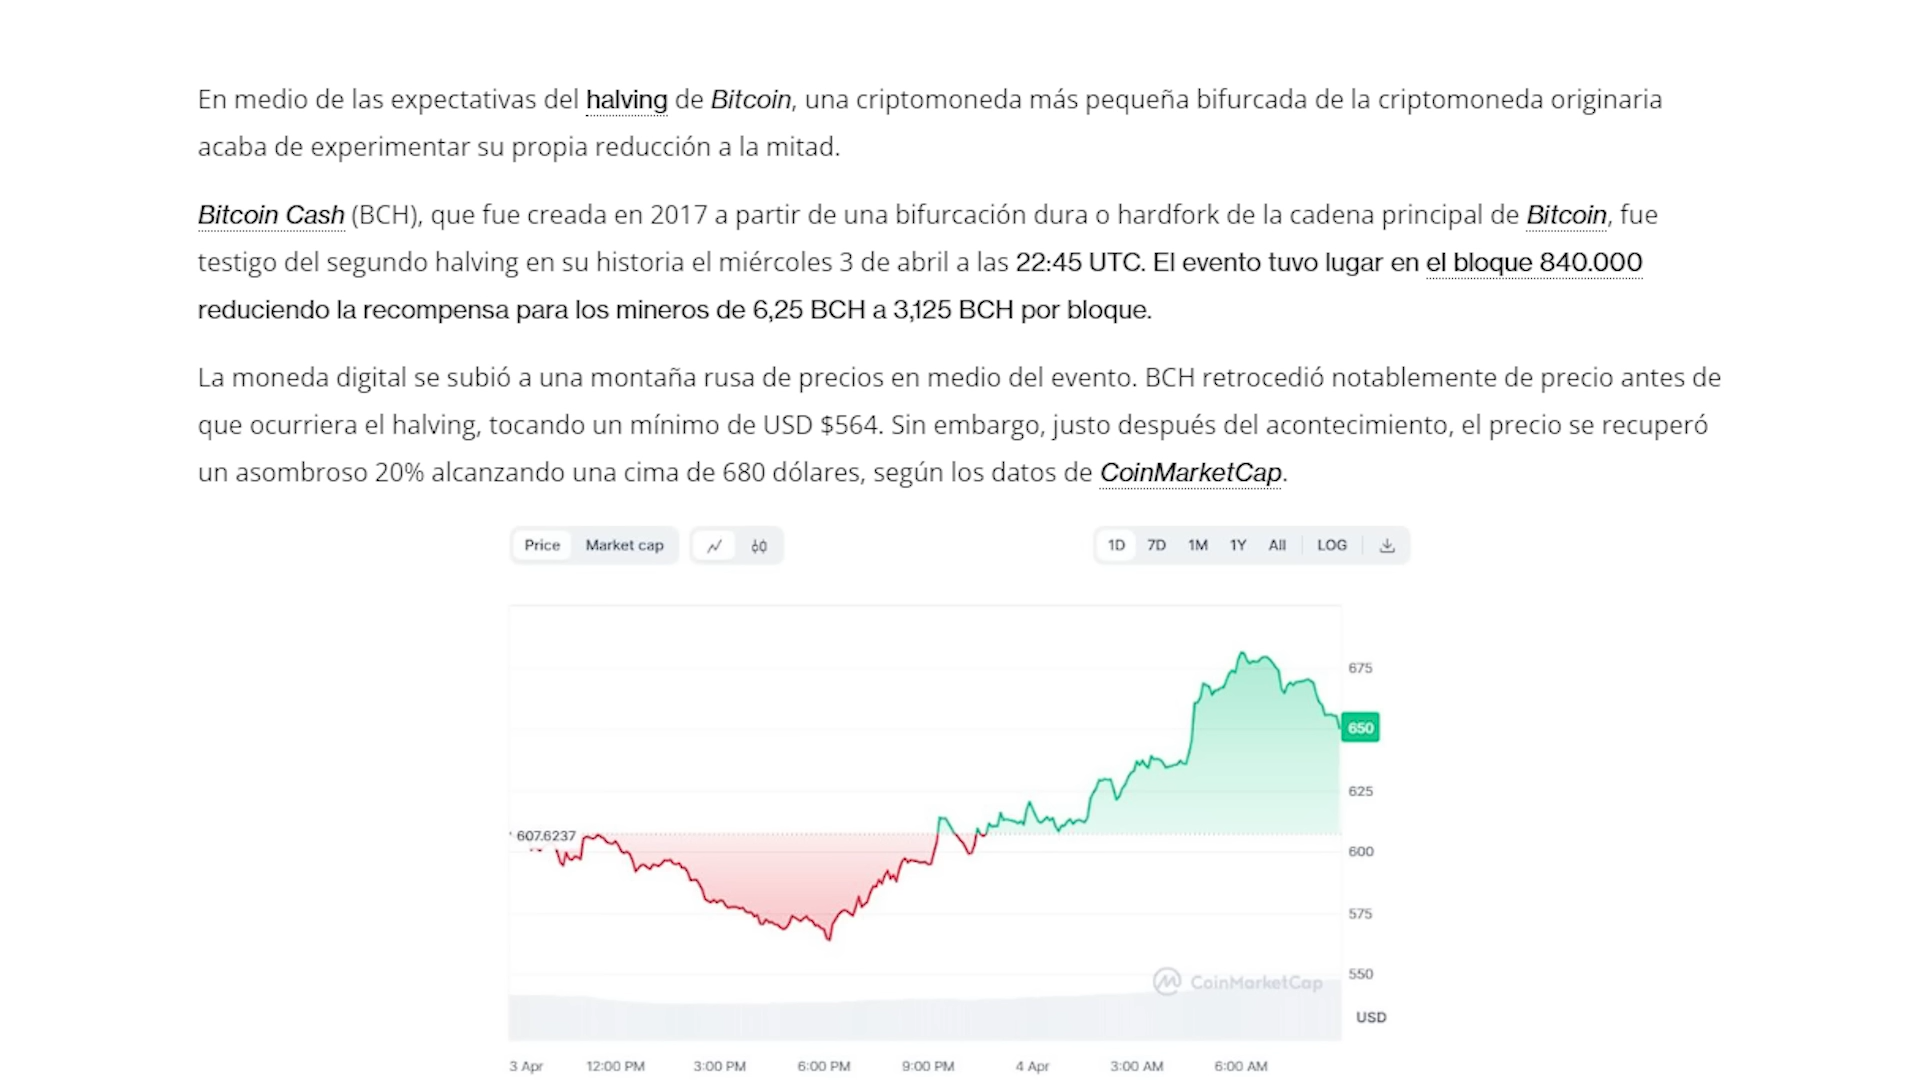 En medio de las expectativas del halving de Bitcoin, una criptomoneda más pequeña bifurcada de la criptomoneda originaria
acaba de experimentar su propia reducción a la mitad.
Bitcoin Cash (BCH), que fue creada en 2017 a partir de una bifurcación dura o hardfork de la cadena principal de Bitcoin, fue
testigo del segundo halving en su historia el miércoles 3 de abril a las 22:45 UTC. El evento tuvo lugar en el bloque 840.000
reduciendo la recompensa para los mineros de 6,25 BCH a 3,125 BCH por bloque.
La moneda digital se subió a una montaña rusa de precios en medio del evento. BCH retrocedió notablemente de precio antes de
que ocurriera el halving, tocando un mínimo de USD $564. Sin embargo, justo después del acontecimiento, el precio se recuperó
un asombroso 20% alcanzando una cima de 680 dólares, según los datos de CoinMarketCap.
Price Market cap 1D 7D 1M 1Y All LOG
675
650
625
607.6237
600
575
550
CoinMarketCap
USD
3 Apr 12:00 PM 3:00 PM 6:00 PM 9:00 PM 4 Apr 3:00 AM 6:00 AM